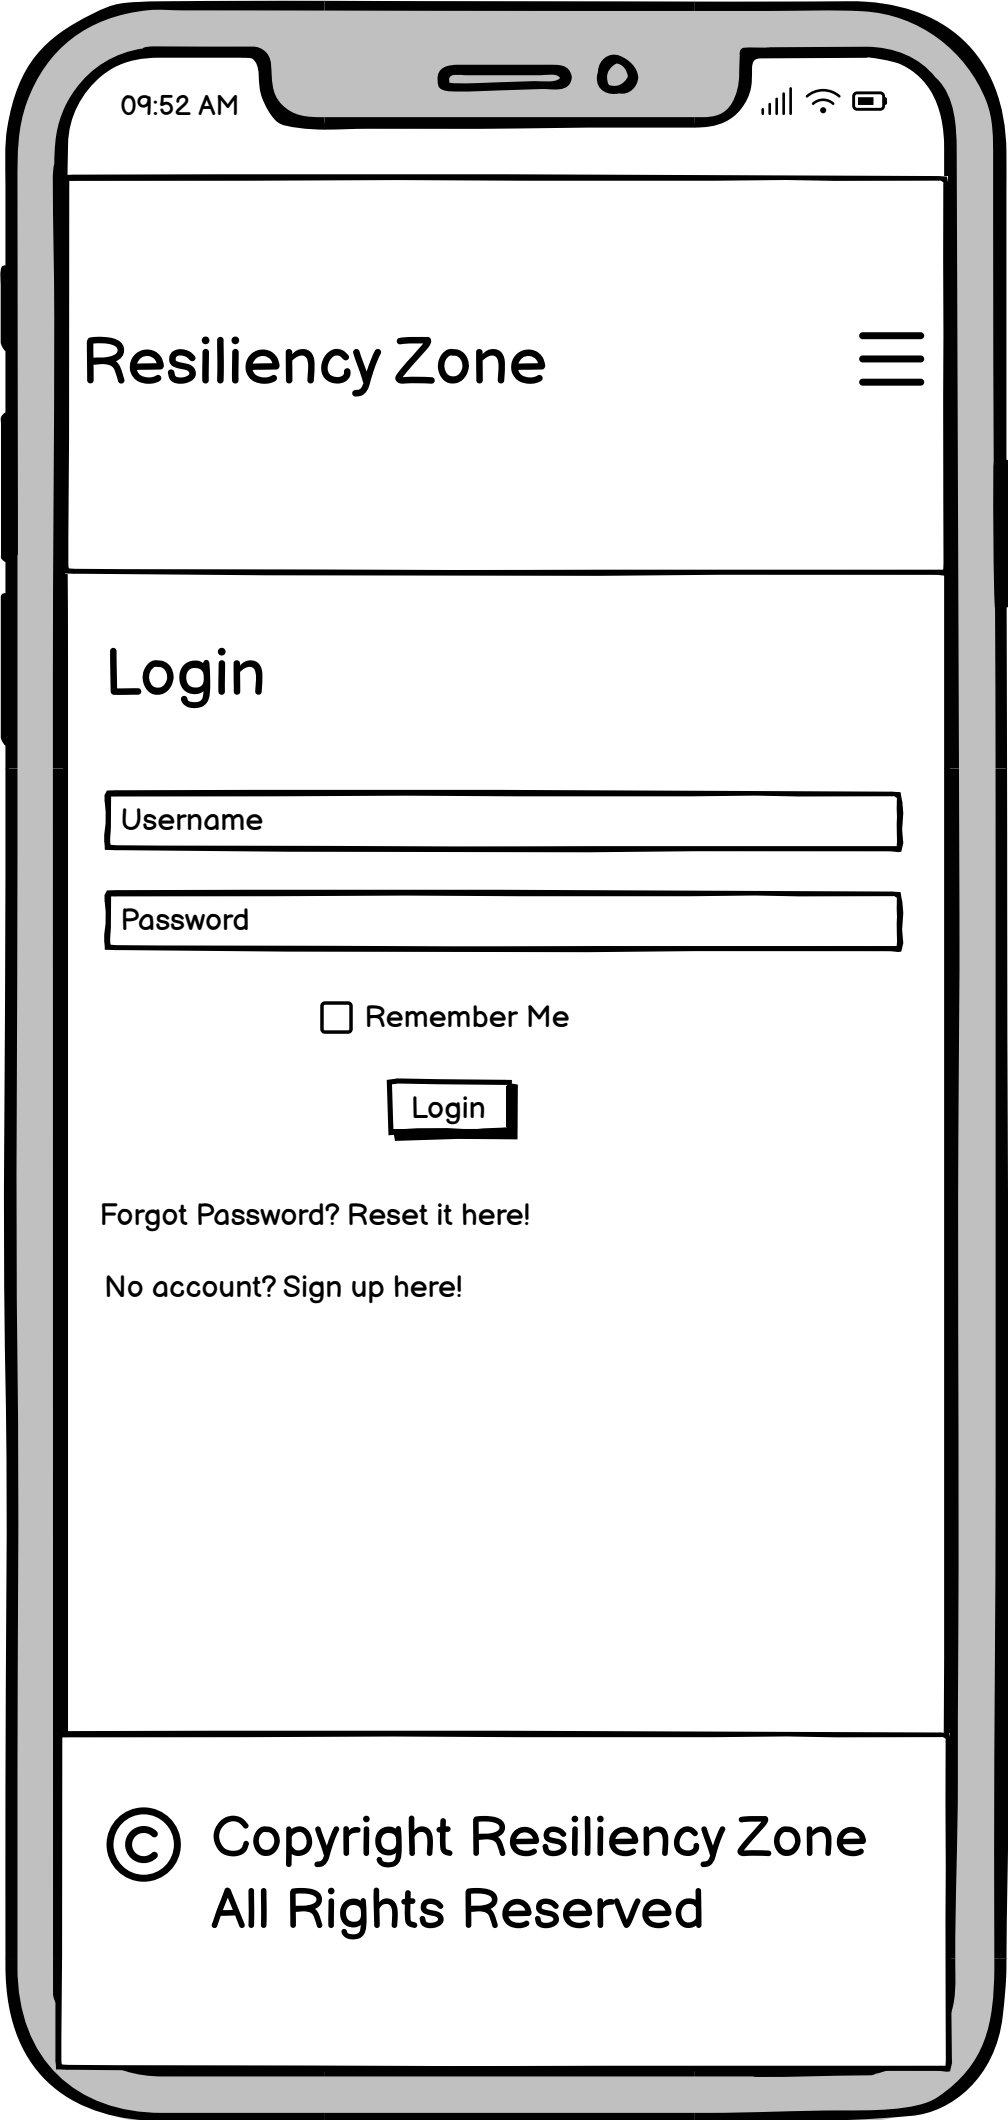 09:52 AM
Resiliency Zone
Login
Username
Password
Remember Me
Login
Forgot Password? Reset it here!
No account? Sign up here!
© Copyright Resiliency Zone
All Rights Reserved